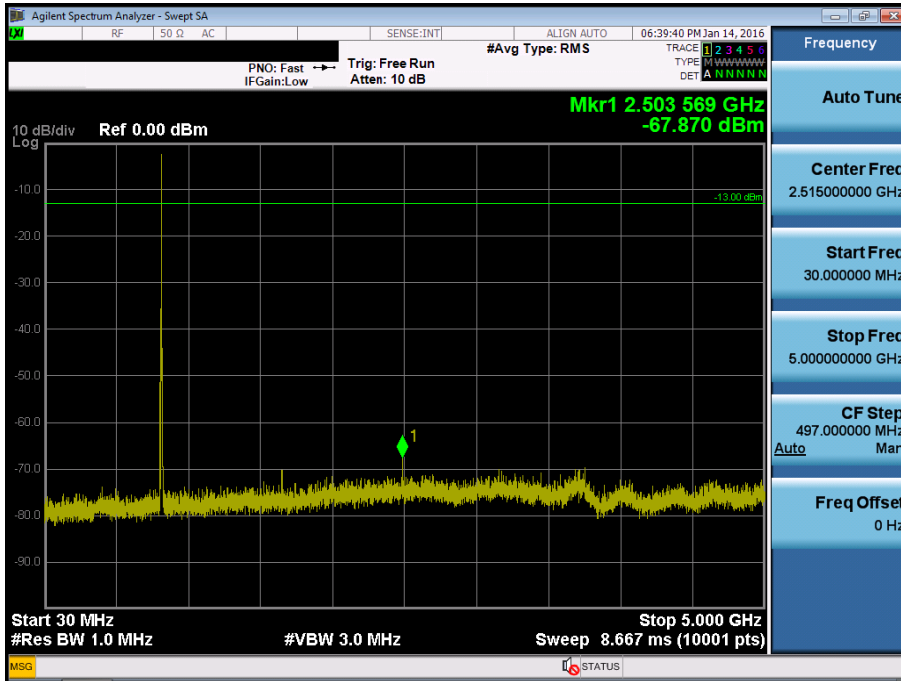 Agilent Spectrum Analyzer - Swept SA
LXI RF 50 Ω AC SENSE:INT ALIGN AUTO 06:39:40 PM Jan 14, 2016
#Avg Type: RMS
TRACE 1 2 3 4 5 6
TYPE M WWWWW
DET A N N N N N
PNO: Fast
IFGain:Low
Trig: Free Run
Atten: 10 dB
Mkr1 2.503 569 GHz
-67.870 dBm
10 dB/div Ref 0.00 dBm
Log
-10.0
-13.00 dBm
-20.0
-30.0
-40.0
-50.0
-60.0
1
-70.0
-80.0
-90.0
Start 30 MHz Stop 5.000 GHz
#Res BW 1.0 MHz #VBW 3.0 MHz Sweep 8.667 ms (10001 pts)
MSG STATUS
Frequency
Auto Tune
Center Freq
2.515000000 GHz
Start Freq
30.000000 MHz
Stop Freq
5.000000000 GHz
CF Step
497.000000 MHz
Auto Man
Freq Offset
0 Hz